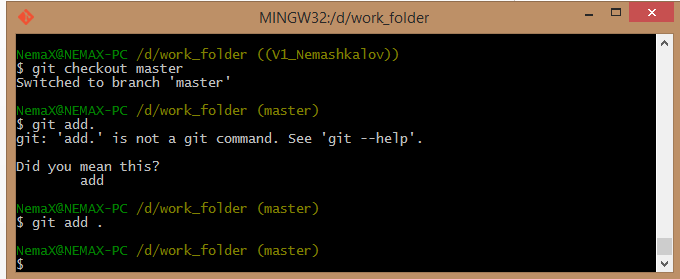 MINGW32:/d/work_folder
NemaX@NEMAX-PC /d/work_folder ((V1_Nemashkalov))
$ git checkout master
Switched to branch 'master'
NemaX@NEMAX-PC /d/work_folder (master)
$ git add.
git: 'add.' is not a git command. See 'git --help'.
Did you mean this?
add
NemaX@NEMAX-PC /d/work_folder (master)
$ git add .
NemaX@NEMAX-PC /d/work_folder (master)
$